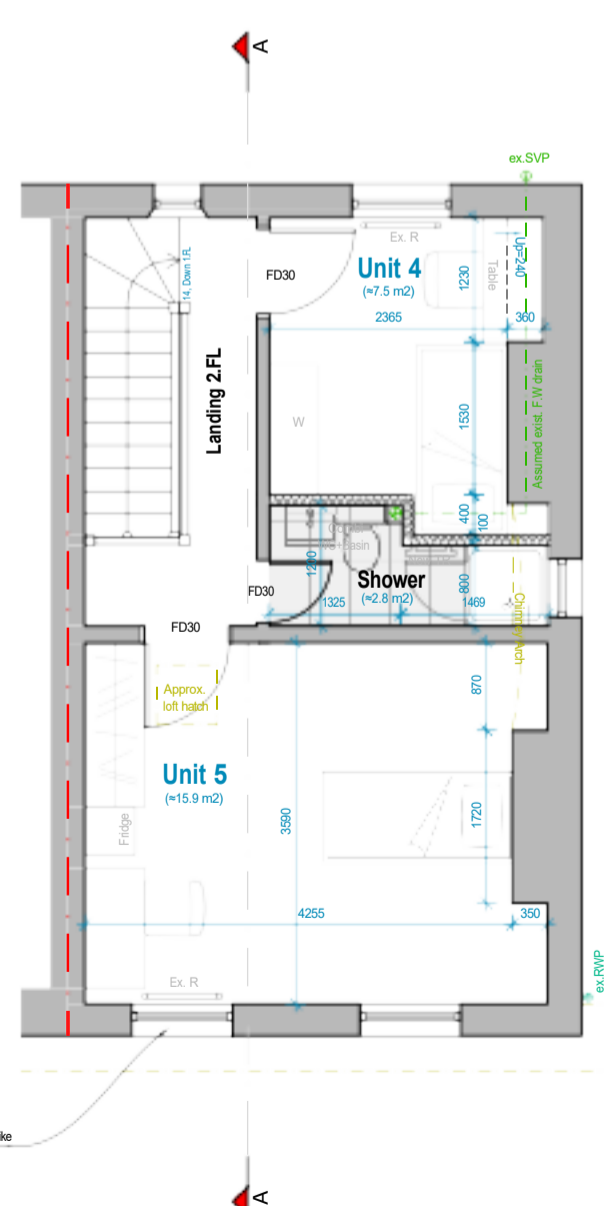 A
ex.SVP
Ex. R
Unit 4
(≈7.5 m2)
FD30
1230
Table
Up=240
14. Down 1.FL
2365
360
Landing 2.FL
1530
Assumed exist. F.W drain
W
400
100
1200
Shower
(≈2.8 m2)
800
FD30
1325
1469
Chimney Arch
FD30
Approx.
loft hatch
870
Unit 5
(≈15.9 m2)
Fridge
3590
1720
4255
350
Ex. R
ex.RWP
ike
A